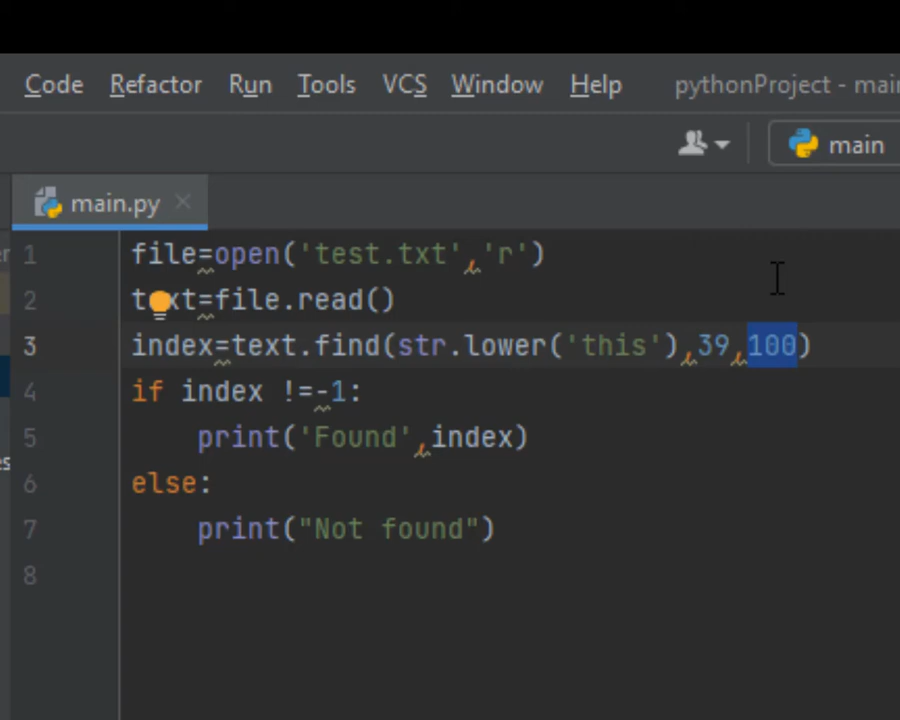 Code Refactor Run Tools VCS Window Help pythonProject - mai
main
main.py
1 file=open('test.txt','r')
2 text=file.read()
3 index=text.find(str.lower('this'),39,100)
4 if index !=-1:
5 print('Found',index)
6 else:
7 print("Not found")
8